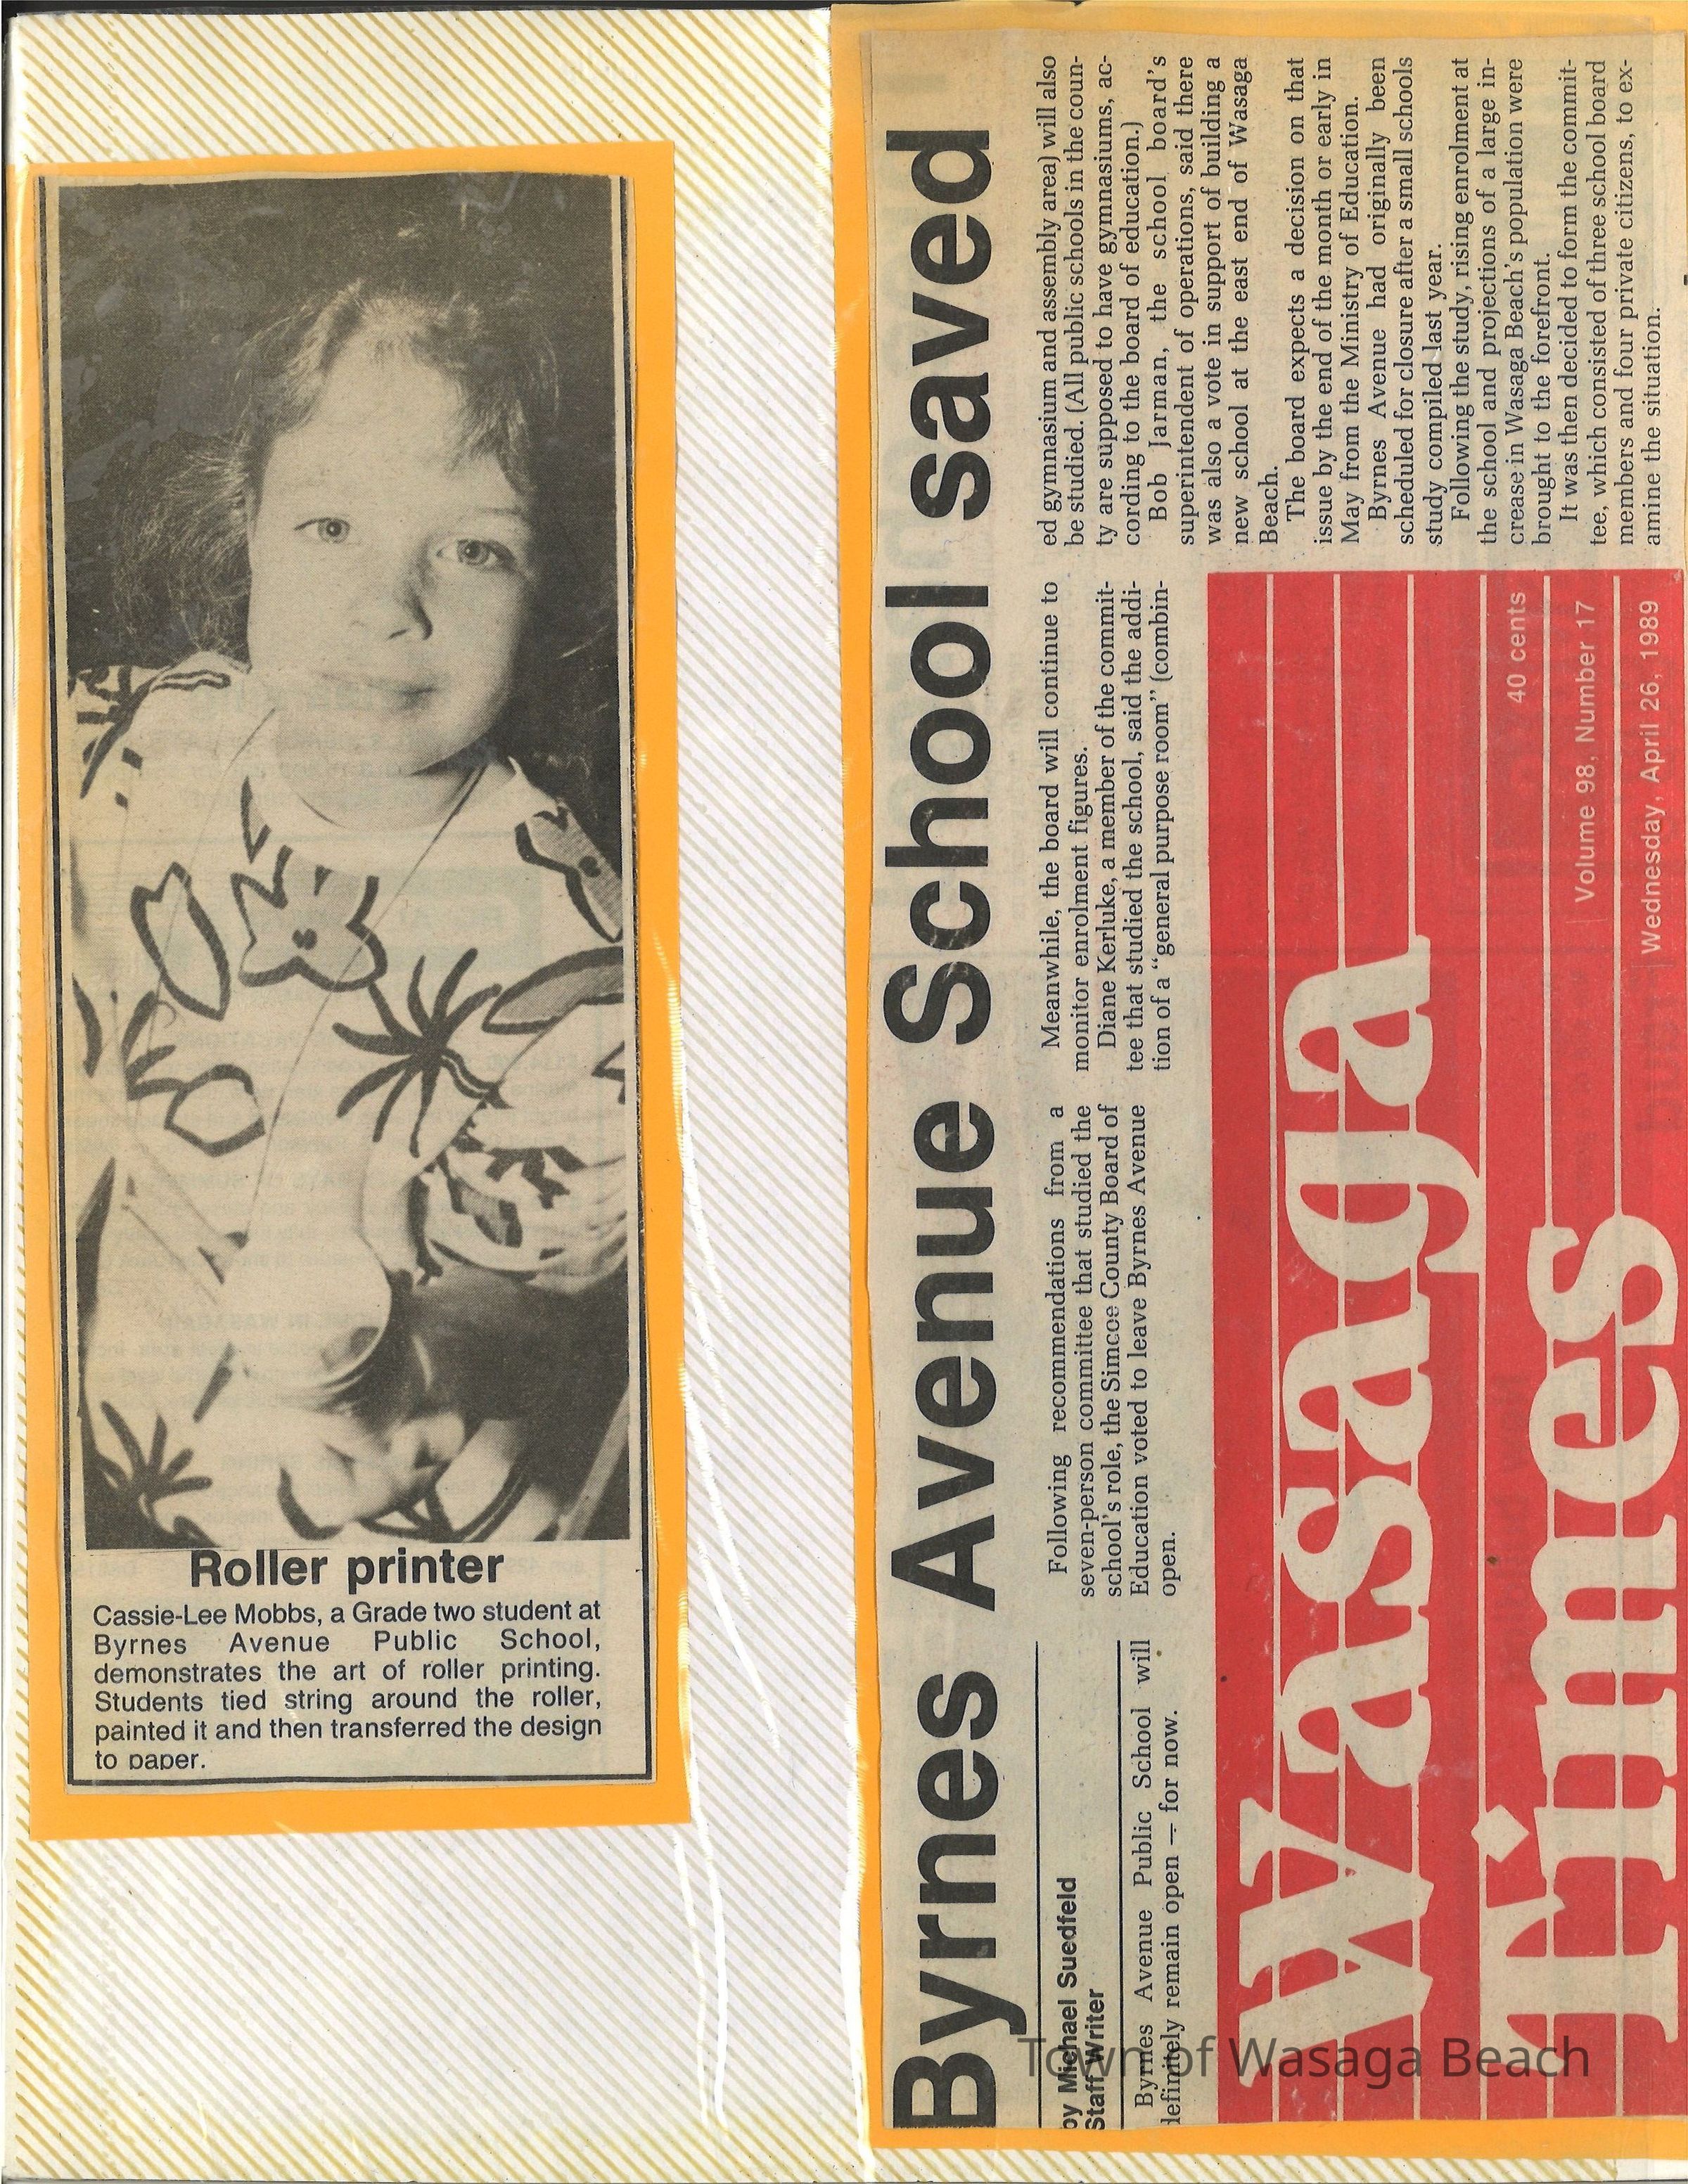 Roller printer
Cassie-Lee Mobbs, a Grade two student at
Byrnes Avenue Public School,
demonstrates the art of roller printing.
Students tied string around the roller,
painted it and then transferred the design
to paper.
Byrnes Avenue School saved
by Michael Suedfeld
Staff Writer
Byrnes Avenue Public School will
definitely remain open — for now.
Following recommendations from a
seven-person committee that studied the
school's role, the Simcoe County Board of
Education voted to leave Byrnes Avenue
open.
Meanwhile, the board will continue to
monitor enrolment figures.
Diane Kerluke, a member of the commit-
tee that studied the school, said the addi-
tion of a "general purpose room" (combin-
ed gymnasium and assembly area) will also
be studied. (All public schools in the coun-
ty are supposed to have gymnasiums, ac-
cording to the board of education.)
Bob Jarman, the school board's
superintendent of operations, said there
was also a vote in support of building a
new school at the east end of Wasaga
Beach.
The board expects a decision on that
issue by the end of the month or early in
May from the Ministry of Education.
Byrnes Avenue had originally been
scheduled for closure after a small schools
study compiled last year.
Following the study, rising enrolment at
the school and projections of a large in-
crease in Wasaga Beach's population were
brought to the forefront.
It was then decided to form the commit-
tee, which consisted of three school board
members and four private citizens, to ex-
amine the situation.
Wasaga
Times
40 cents
Volume 98, Number 17
Wednesday, April 26, 1989
Town of Wasaga Beach